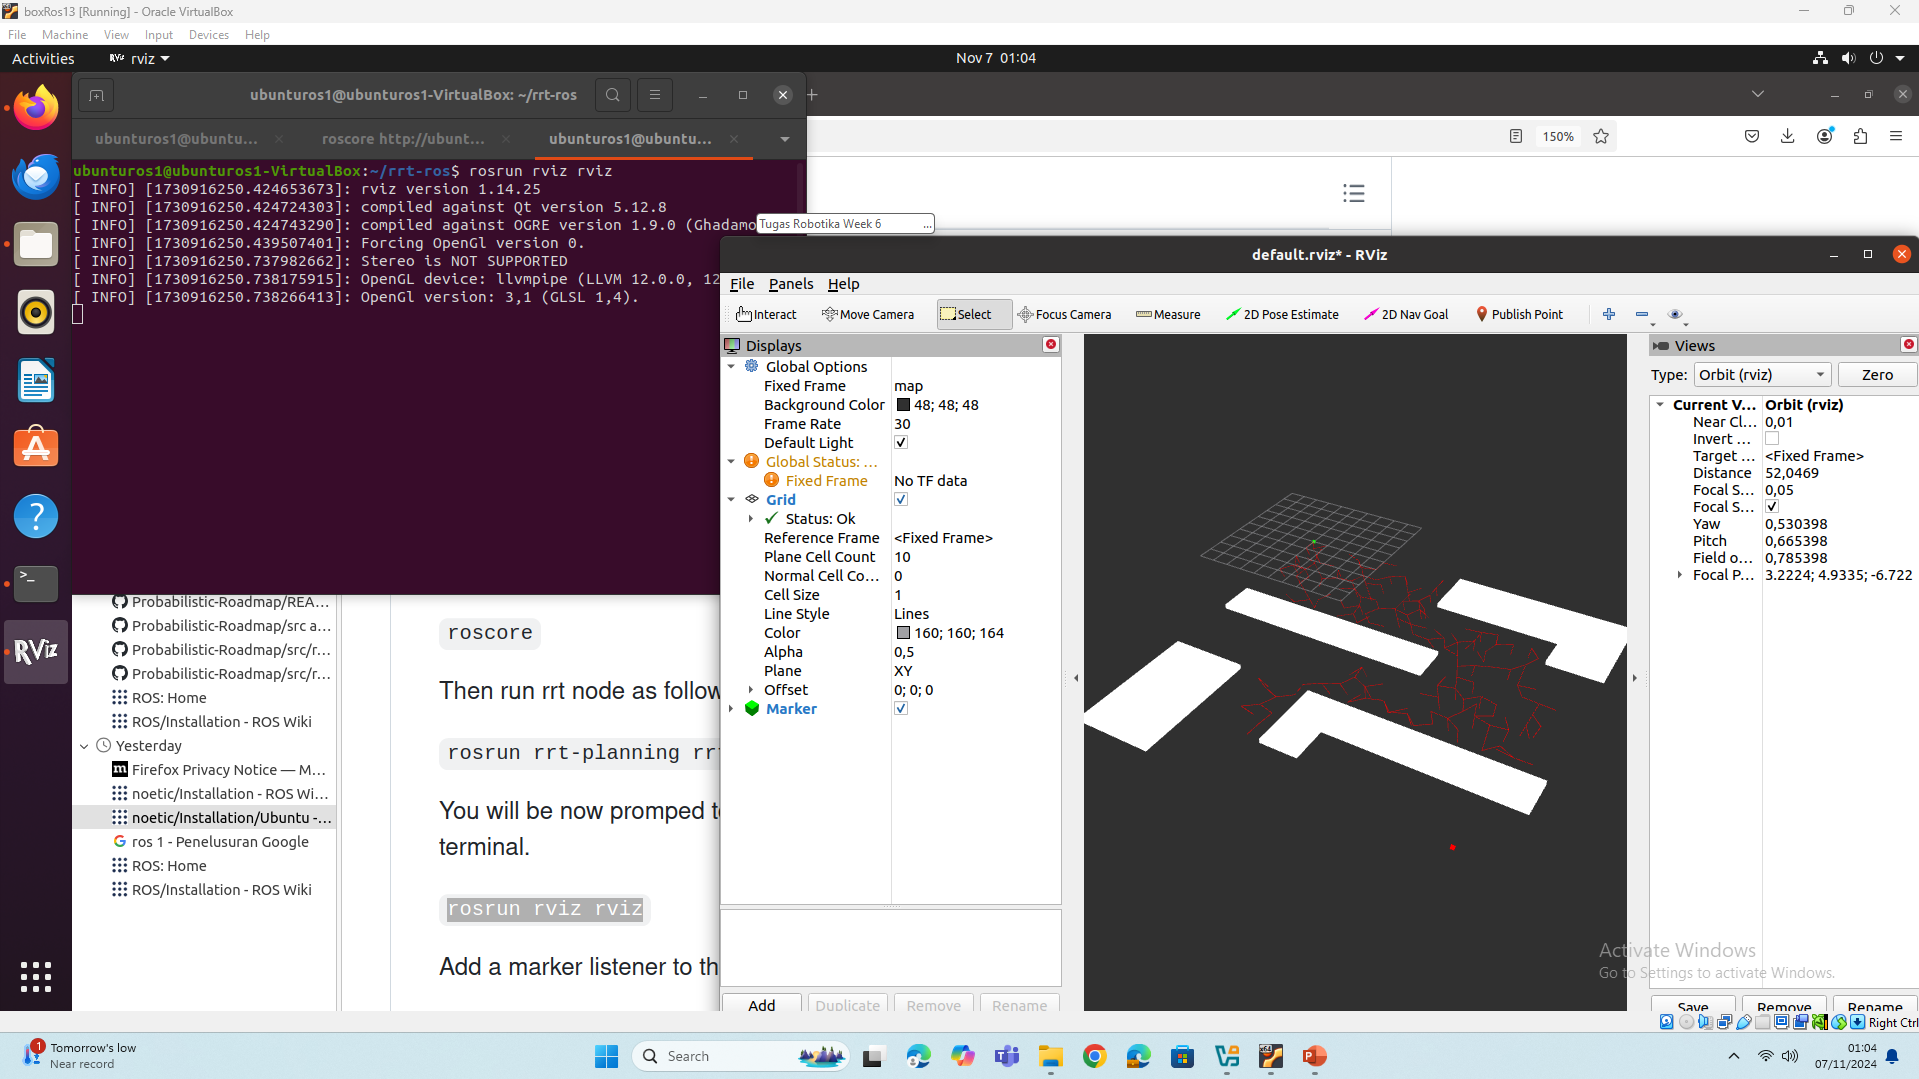 boxRos13 [Running] - Oracle VirtualBox
File Machine View Input Devices Help
Activities RViz rviz Nov 7 01:04
ubunturos1@ubunturos1-VirtualBox: ~/rrt-ros
ubunturos1@ubuntu... roscore http://ubunt... ubunturos1@ubuntu...
150%
ubunturos1@ubunturos1-VirtualBox:~/rrt-ros$ rosrun rviz rviz
[ INFO] [1730916250.424653673]: rviz version 1.14.25
[ INFO] [1730916250.424724303]: compiled against Qt version 5.12.8
[ INFO] [1730916250.424743290]: compiled against OGRE version 1.9.0 (Ghadamo
[ INFO] [1730916250.439507401]: Forcing OpenGl version 0.
[ INFO] [1730916250.737982662]: Stereo is NOT SUPPORTED
[ INFO] [1730916250.738175915]: OpenGL device: llvmpipe (LLVM 12.0.0, 12
[ INFO] [1730916250.738266413]: OpenGl version: 3,1 (GLSL 1,4).
Tugas Robotika Week 6 ...
default.rviz* - RViz
File Panels Help
Interact Move Camera Select Focus Camera Measure 2D Pose Estimate 2D Nav Goal Publish Point
Displays
Global Options
Fixed Frame map
Background Color 48; 48; 48
Frame Rate 30
Default Light
Global Status: ...
Fixed Frame No TF data
Grid
Status: Ok
Reference Frame <Fixed Frame>
Plane Cell Count 10
Normal Cell Co... 0
Cell Size 1
Line Style Lines
Color 160; 160; 164
Alpha 0,5
Plane XY
Offset 0; 0; 0
Marker
Add Duplicate Remove Rename
Views
Type: Orbit (rviz) Zero
Current V... Orbit (rviz)
Near Cl... 0,01
Invert ...
Target ... <Fixed Frame>
Distance 52,0469
Focal S... 0,05
Focal S...
Yaw 0,530398
Pitch 0,665398
Field o... 0,785398
Focal P... 3.2224; 4.9335; -6.722
Save Remove Rename
RViz
Probabilistic-Roadmap/REA...
Probabilistic-Roadmap/src a...
Probabilistic-Roadmap/src/r...
Probabilistic-Roadmap/src/r...
ROS: Home
ROS/Installation - ROS Wiki
Yesterday
Firefox Privacy Notice — M...
noetic/Installation - ROS Wi...
noetic/Installation/Ubuntu -...
ros 1 - Penelusuran Google
ROS: Home
ROS/Installation - ROS Wiki
roscore
Then run rrt node as follow
rosrun rrt-planning rr
You will be now promped t
terminal.
rosrun rviz rviz
Add a marker listener to th
Activate Windows
Go to Settings to activate Windows.
Right Ctrl
1
Tomorrow's low
Near record
Search
01:04
07/11/2024